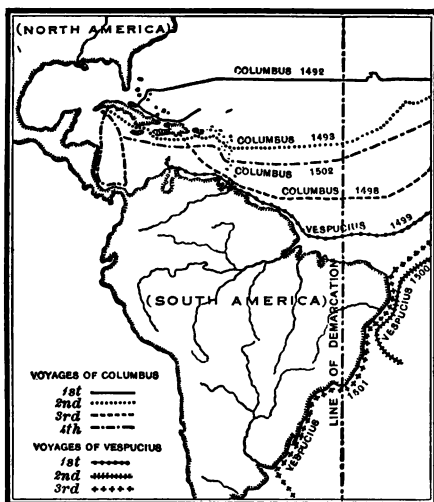 (NORTH AMERICA)
COLUMBUS 1492
COLUMBUS 1493
COLUMBUS 1502
COLUMBUS 1498
VESPUCIUS 1499
(SOUTH AMERICA)
LINE OF DEMARCATION
VESPUCIUS 1500
VESPUCIUS 1501
VOYAGES OF COLUMBUS
1st
2nd
3rd
4th
VOYAGES OF VESPUCIUS
1st
2nd
3rd